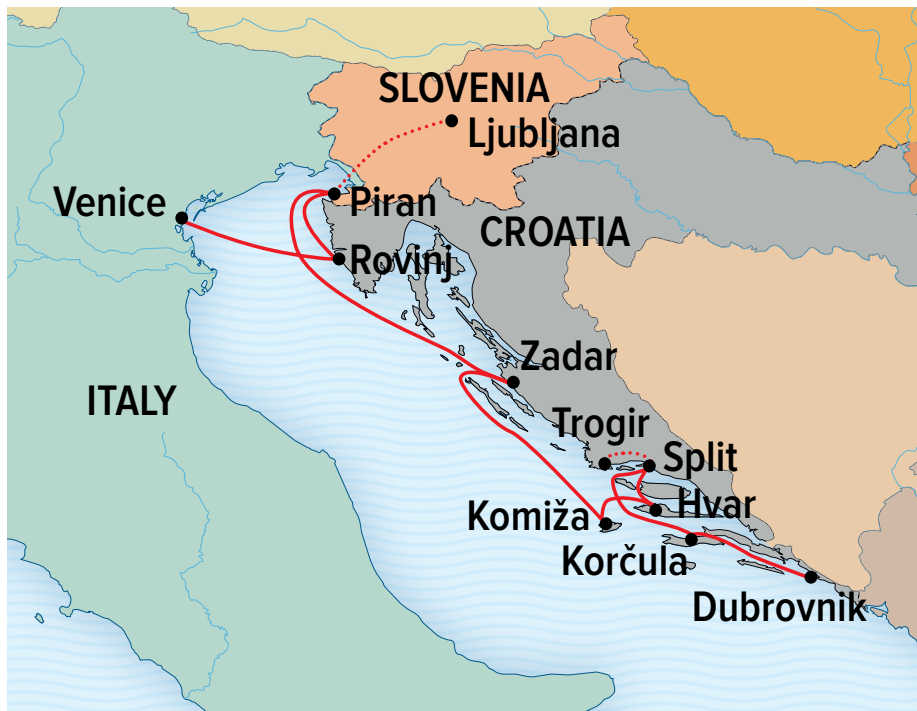 SLOVENIA
Ljubljana
Venice
Piran
CROATIA
Rovinj
Zadar
ITALY
Trogir
Split
Hvar
Komiža
Korčula
Dubrovnik